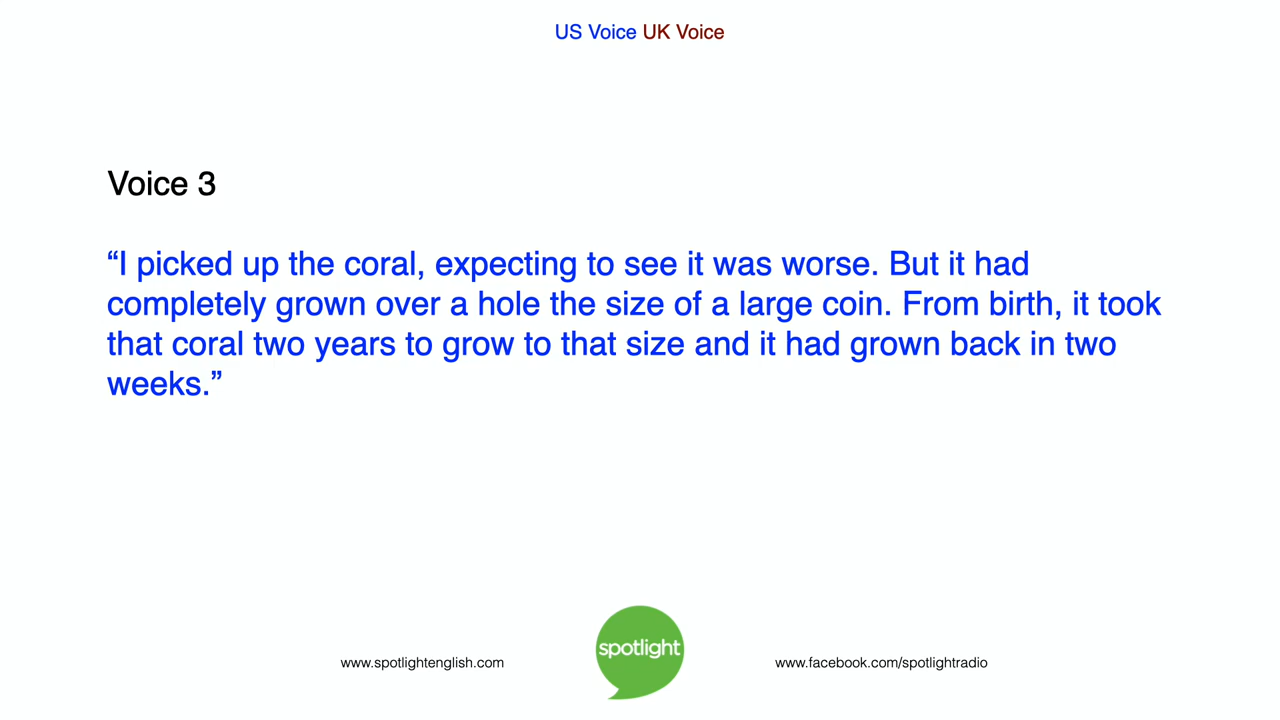 US Voice UK Voice
Voice 3
“I picked up the coral, expecting to see it was worse. But it had
completely grown over a hole the size of a large coin. From birth, it took
that coral two years to grow to that size and it had grown back in two
weeks.”
www.spotlightenglish.com
spotlight
www.facebook.com/spotlightradio